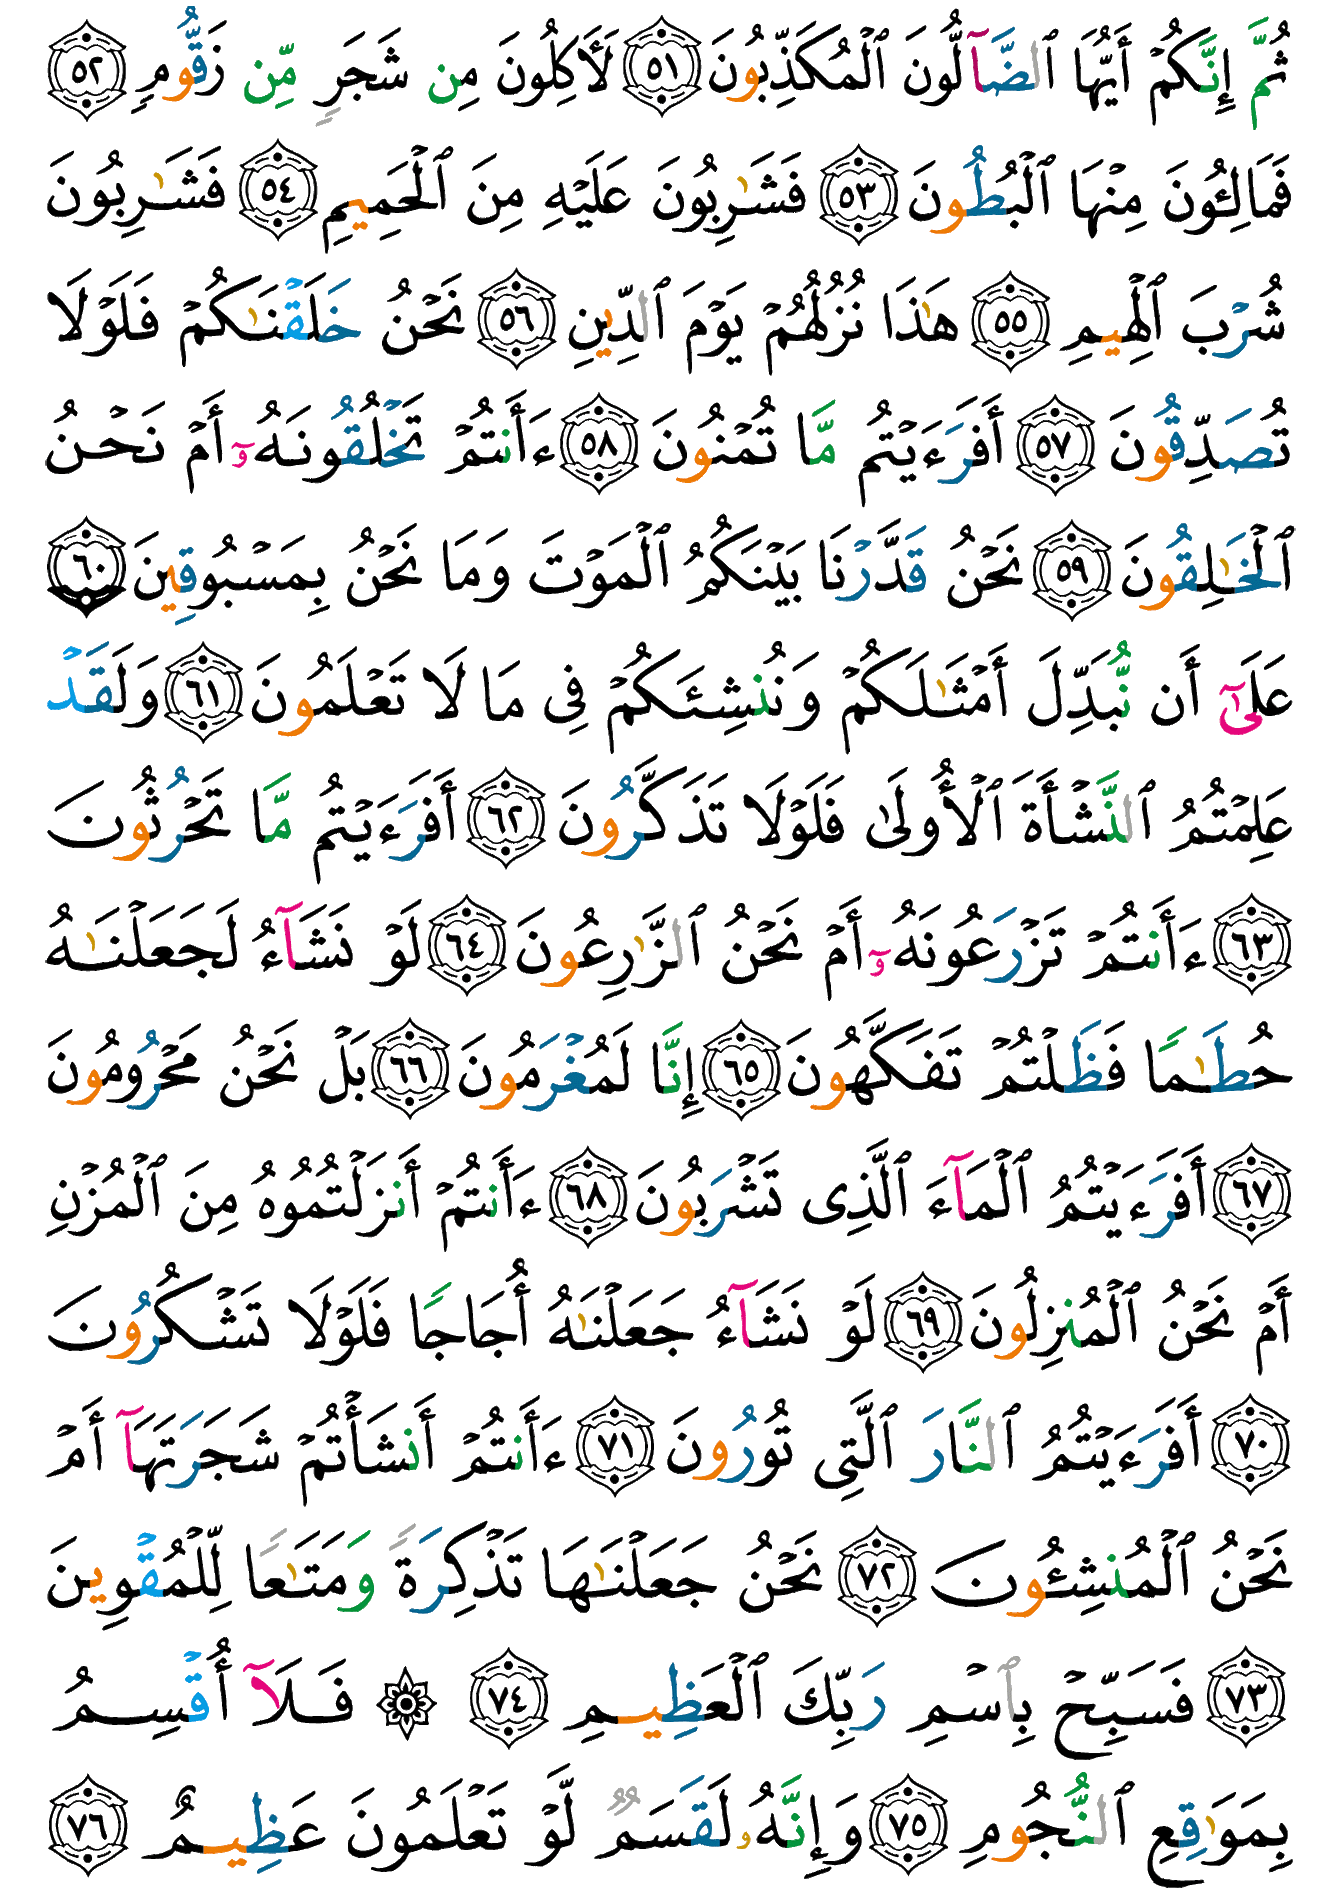 ثُمَّ إِنَّكُمْ أَيُّهَا ٱلضَّآلُّونَ ٱلْمُكَذِّبُونَ ٥١ لَأَكِلُونَ مِن شَجَرٍ مِّن زَقُّومٍ ٥٢
فَمَالِئُونَ مِنْهَا ٱلْبُطُونَ ٥٣ فَشَٰرِبُونَ عَلَيْهِ مِنَ ٱلْحَمِيمِ ٥٤ فَشَٰرِبُونَ
شُرْبَ ٱلْهِيمِ ٥٥ هَٰذَا نُزُلُهُمْ يَوْمَ ٱلدِّينِ ٥٦ نَحْنُ خَلَقْنَٰكُمْ فَلَوْلَا
تُصَدِّقُونَ ٥٧ أَفَرَءَيْتُم مَّا تُمْنُونَ ٥٨ ءَأَنتُمْ تَخْلُقُونَهُۥٓ أَمْ نَحْنُ
ٱلْخَٰلِقُونَ ٥٩ نَحْنُ قَدَّرْنَا بَيْنَكُمُ ٱلْمَوْتَ وَمَا نَحْنُ بِمَسْبُوقِينَ ٦٠
عَلَىٰٓ أَن نُّبَدِّلَ أَمْثَٰلَكُمْ وَنُنشِئَكُمْ فِى مَا لَا تَعْلَمُونَ ٦١ وَلَقَدْ
عَلِمْتُمُ ٱلنَّشْأَةَ ٱلْأُولَىٰ فَلَوْلَا تَذَكَّرُونَ ٦٢ أَفَرَءَيْتُم مَّا تَحْرُثُونَ
٦٣ ءَأَنتُمْ تَزْرَعُونَهُۥٓ أَمْ نَحْنُ ٱلزَّٰرِعُونَ ٦٤ لَوْ نَشَآءُ لَجَعَلْنَٰهُ
حُطَٰمًا فَظَلْتُمْ تَفَكَّهُونَ ٦٥ إِنَّا لَمُغْرَمُونَ ٦٦ بَلْ نَحْنُ مَحْرُومُونَ
٦٧ أَفَرَءَيْتُمُ ٱلْمَآءَ ٱلَّذِى تَشْرَبُونَ ٦٨ ءَأَنتُمْ أَنزَلْتُمُوهُ مِنَ ٱلْمُزْنِ
أَمْ نَحْنُ ٱلْمُنزِلُونَ ٦٩ لَوْ نَشَآءُ جَعَلْنَٰهُ أُجَاجًا فَلَوْلَا تَشْكُرُونَ
٧٠ أَفَرَءَيْتُمُ ٱلنَّارَ ٱلَّتِى تُورُونَ ٧١ ءَأَنتُمْ أَنشَأْتُمْ شَجَرَتَهَآ أَمْ
نَحْنُ ٱلْمُنشِئُونَ ٧٢ نَحْنُ جَعَلْنَٰهَا تَذْكِرَةً وَمَتَٰعًا لِّلْمُقْوِينَ
٧٣ فَسَبِّحْ بِٱسْمِ رَبِّكَ ٱلْعَظِيمِ ٧٤ ۞ فَلَآ أُقْسِمُ
بِمَوَٰقِعِ ٱلنُّجُومِ ٧٥ وَإِنَّهُۥ لَقَسَمٌ لَّوْ تَعْلَمُونَ عَظِيمٌ ٧٦